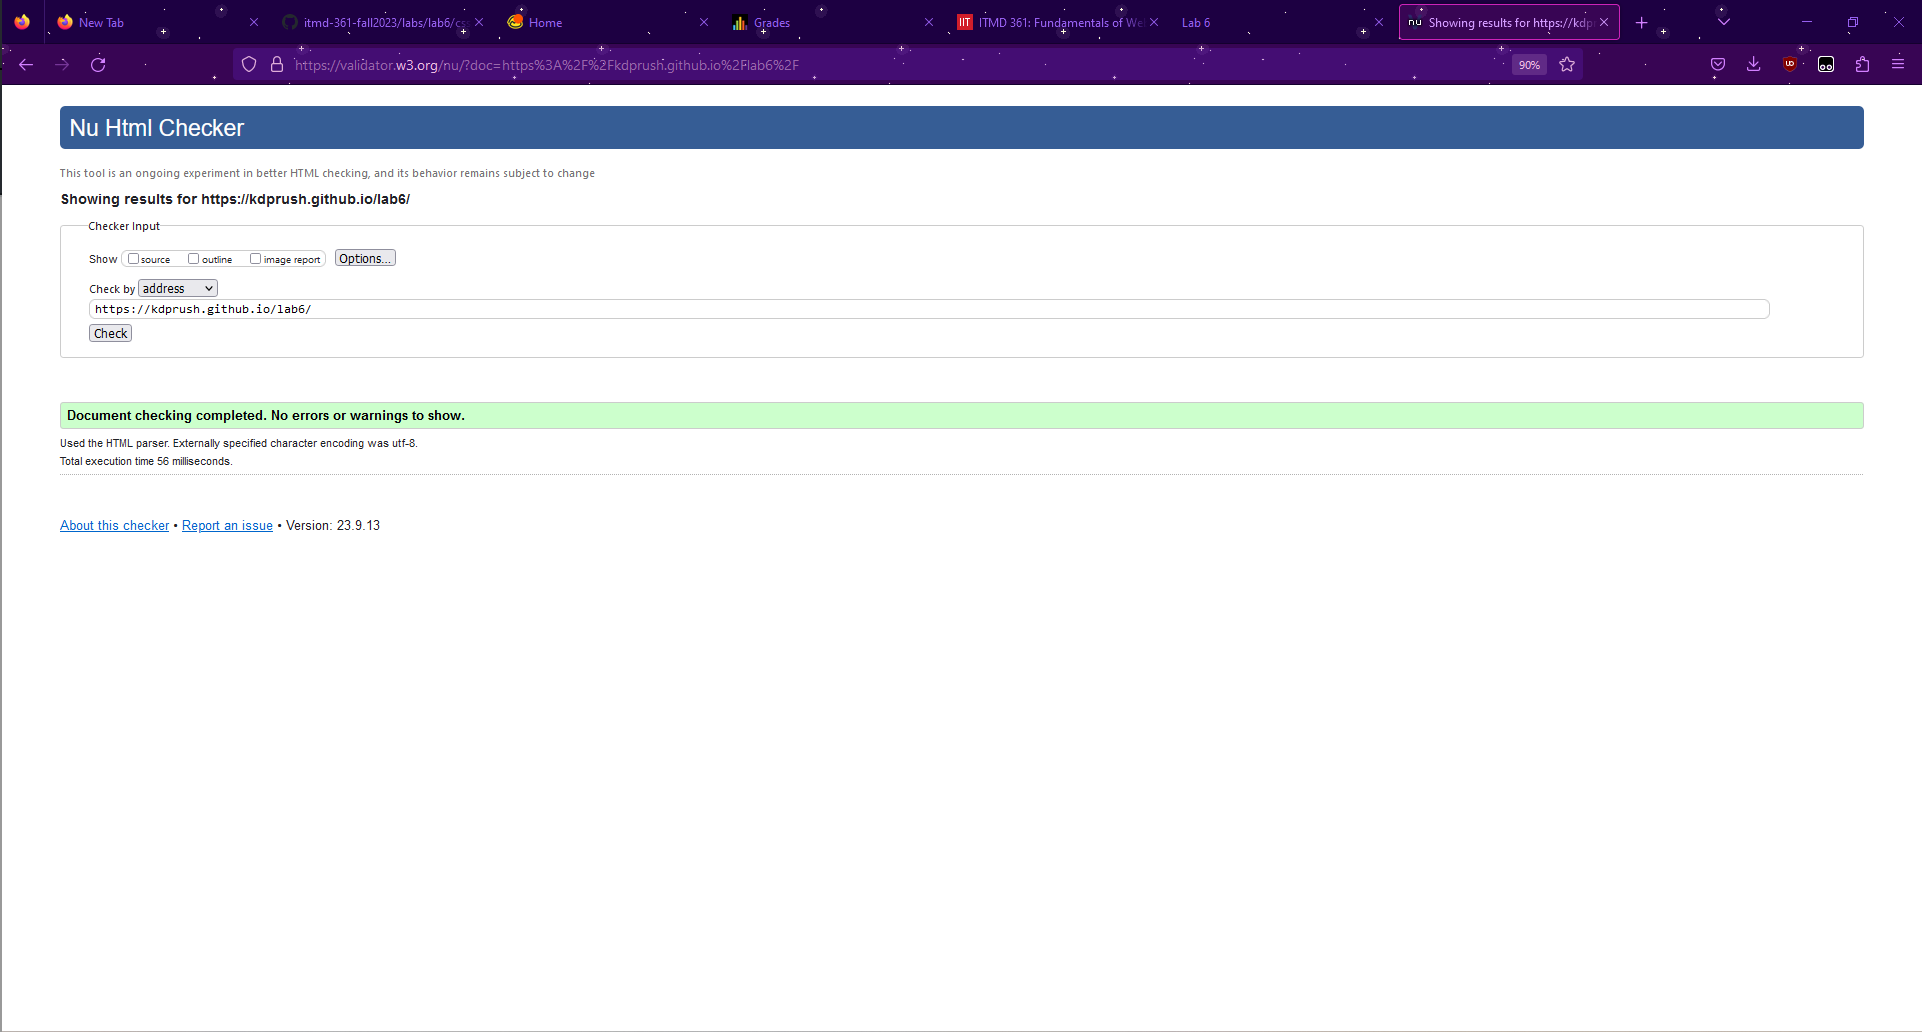 New Tab
itmd-361-fall2023/labs/lab6/css
Home
Grades
IIT ITMD 361: Fundamentals of We
Lab 6
nu Showing results for https://kdp
https://validator.w3.org/nu/?doc=https%3A%2F%2Fkdprush.github.io%2Flab6%2F
90%
Nu Html Checker
This tool is an ongoing experiment in better HTML checking, and its behavior remains subject to change
Showing results for https://kdprush.github.io/lab6/
Checker Input
Show source outline image report Options...
Check by address
https://kdprush.github.io/lab6/
Check
Document checking completed. No errors or warnings to show.
Used the HTML parser. Externally specified character encoding was utf-8.
Total execution time 56 milliseconds.
About this checker • Report an issue • Version: 23.9.13